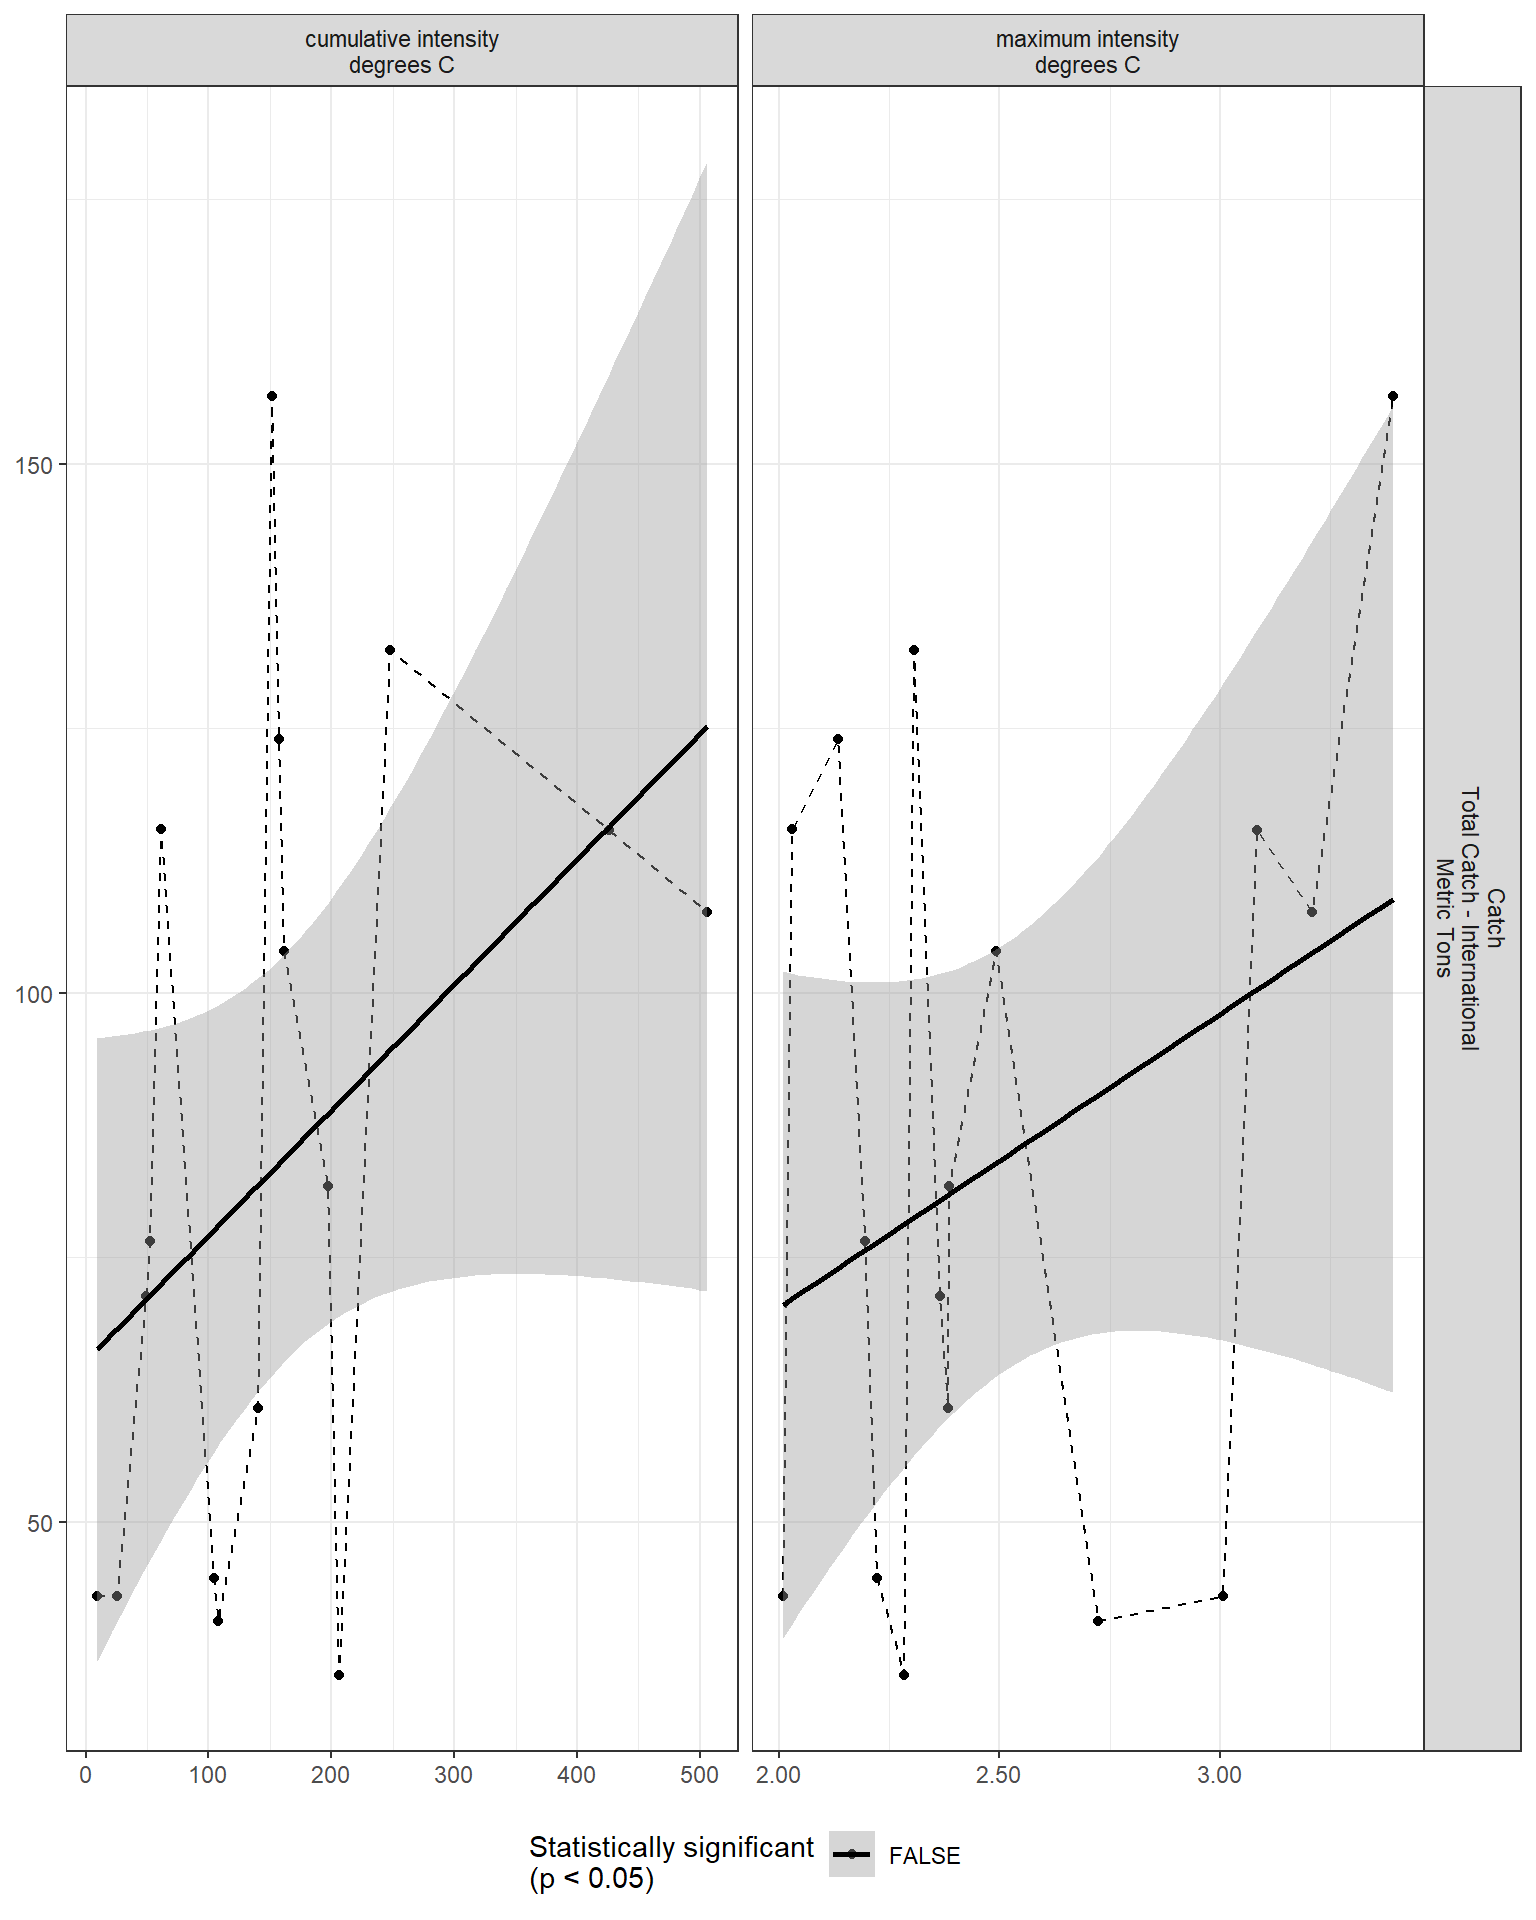 cumulative intensity
degrees C
maximum intensity
degrees C
Catch
Total Catch - International
Metric Tons
150
100
50
0
100
200
300
400
500
2.00
2.50
3.00
Statistically significant
(p < 0.05)
FALSE